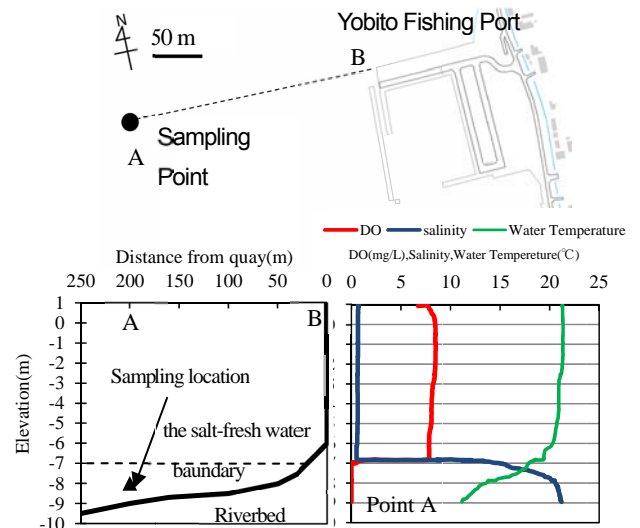 N
4
50 m
Yobito Fishing Port
B
Sampling
A
Point
DO salinity Water Temperature
Distance from quay(m)
DO(mg/L),Salinity,Water Tempereture(℃)
250 200 150 100 50 0
0 5 10 15 20 25
Elevation(m)
1
0
-1
-2
-3
-4
-5
-6
-7
-8
-9
-10
A
B
Sampling location
the salt-fresh water
baundary
Riverbed
Point A